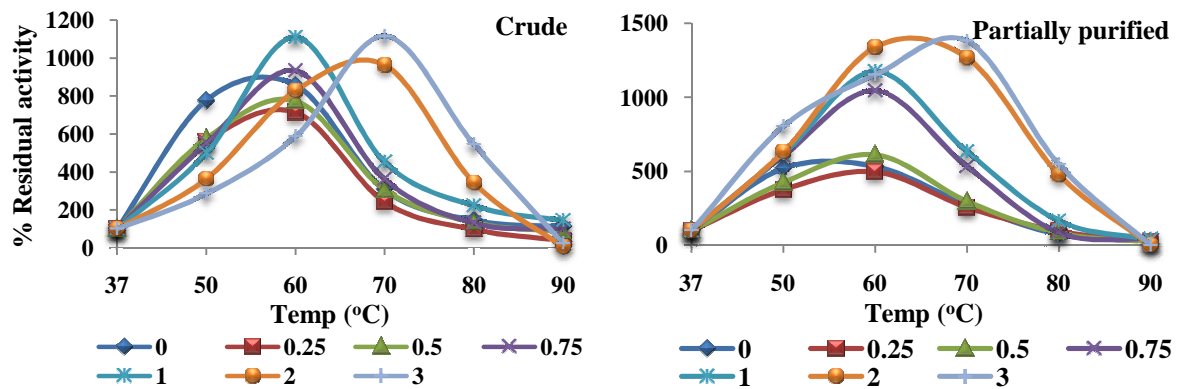 Crude
% Residual activity
1200
1000
800
600
400
200
0
37 50 60 70 80 90
Temp (°C)
0 0.25 0.5 0.75
1 2 3
Partially purified
1500
1000
500
0
37 50 60 70 80 90
Temp (°C)
0 0.25 0.5 0.75
1 2 3